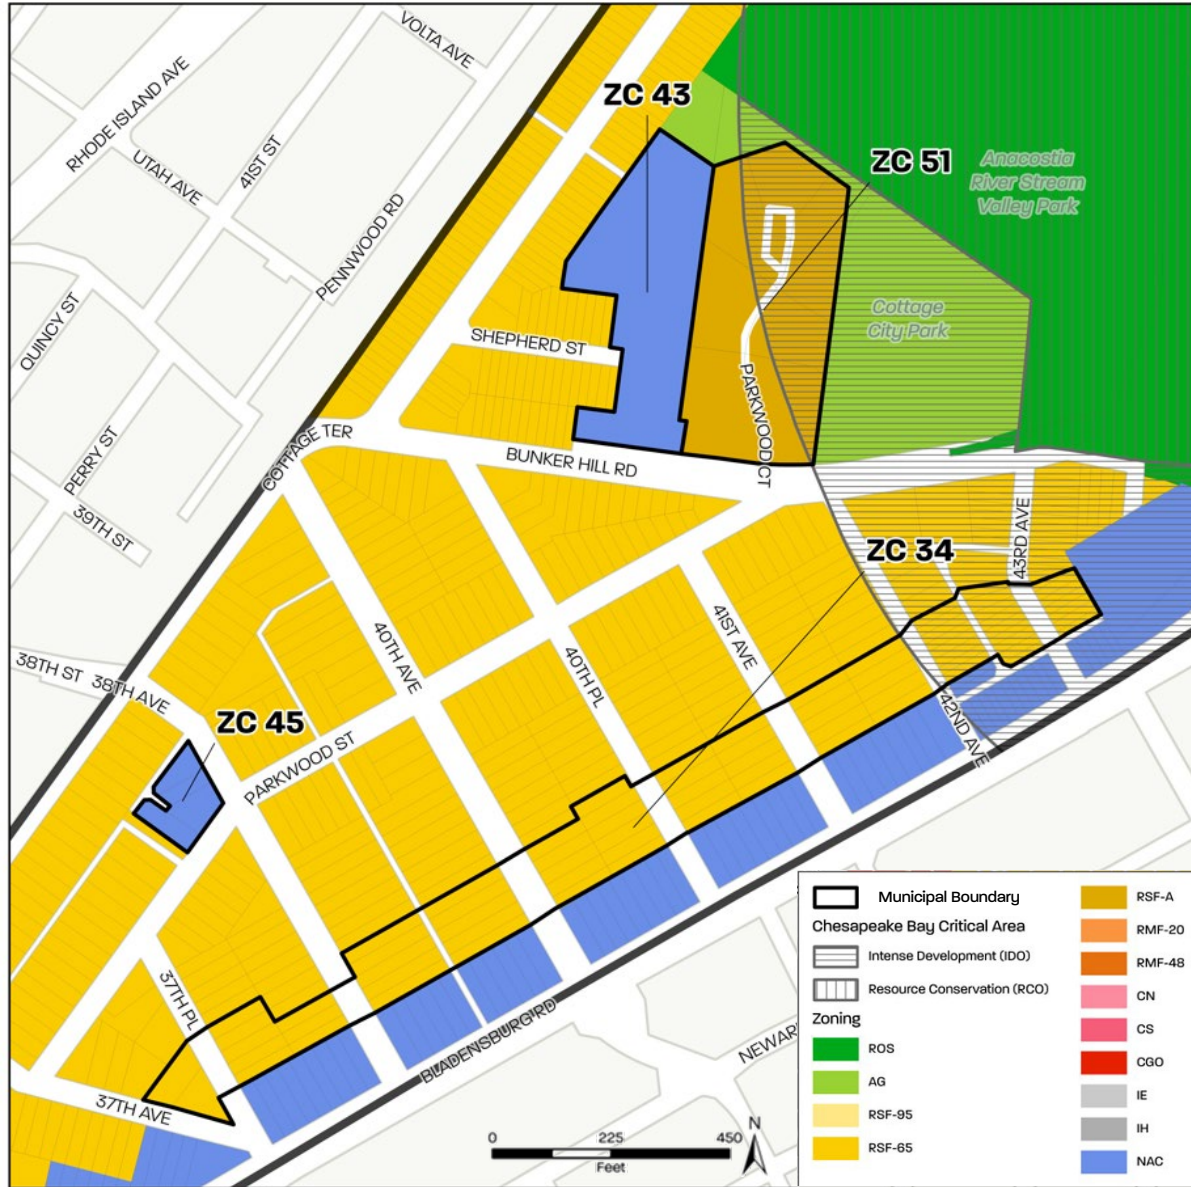 VOLTA AVE
RHODE ISLAND AVE
UTAH AVE
41ST ST
PENNWOOD RD
QUINCY ST
PERRY ST
39TH ST
38TH ST
38TH AVE
COTTAGE TER
ZC 43
ZC 51
Anacostia
River Stream
Valley Park
Cottage
City Park
SHEPHERD ST
PARKWOOD CT
BUNKER HILL RD
ZC 34
43RD AVE
40TH AVE
40TH PL
41ST AVE
42ND AVE
ZC 45
PARKWOOD ST
37TH PL
37TH AVE
BLADENSBURG RD
NEWAR
0 225 450
Feet
N
Municipal Boundary
Chesapeake Bay Critical Area
Intense Development (IDO)
Resource Conservation (RCO)
Zoning
ROS
AG
RSF-95
RSF-65
RSF-A
RMF-20
RMF-48
CN
CS
CGO
IE
IH
NAC